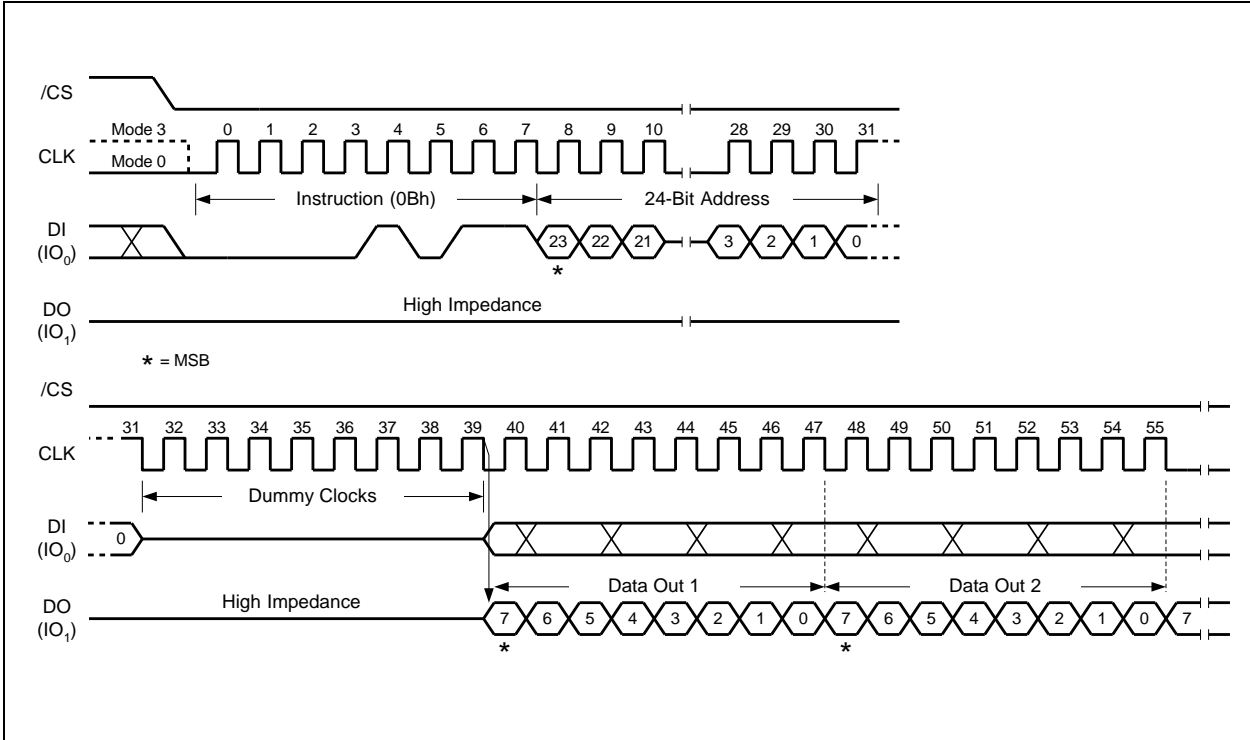 /CS
Mode 3 0 1 2 3 4 5 6 7 8 9 10 28 29 30 31
CLK
Mode 0
Instruction (0Bh) 24-Bit Address
DI
(IO0)
23 22 21 3 2 1 0
*
High Impedance
DO
(IO1)
* = MSB
/CS
31 32 33 34 35 36 37 38 39 40 41 42 43 44 45 46 47 48 49 50 51 52 53 54 55
CLK
Dummy Clocks
DI
(IO0)
0
Data Out 1 Data Out 2
High Impedance
DO
(IO1)
7 6 5 4 3 2 1 0 7 6 5 4 3 2 1 0 7
* *